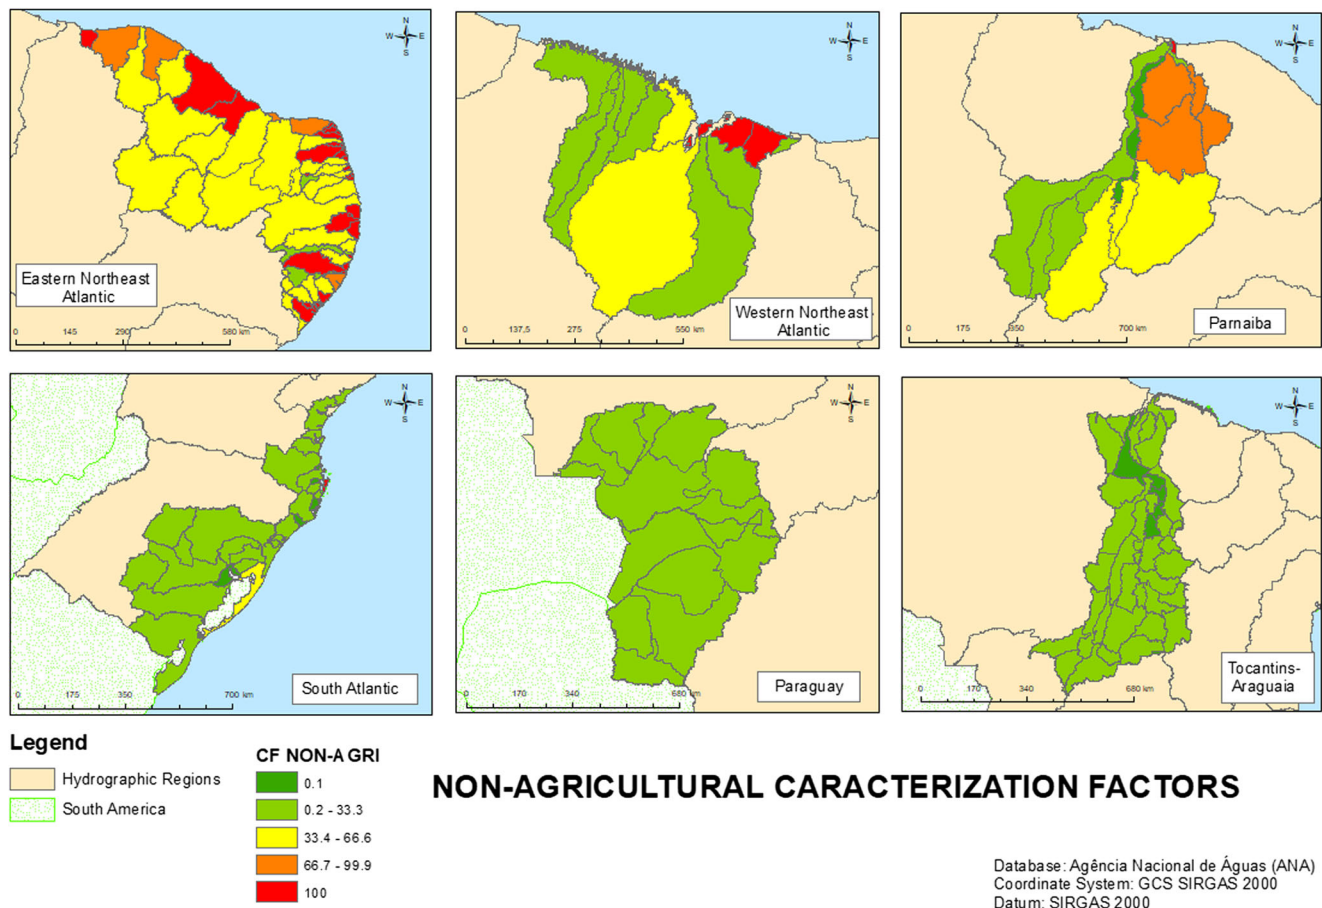 N
W E
S
Eastern Northeast
Atlantic
0 145 290 580 km
N
W E
S
Western Northeast
Atlantic
0 137,5 275 550 km
N
W E
S
Parnaiba
0 175 350 700 km
N
W E
S
South Atlantic
0 175 350 700 km
N
W E
S
Paraguay
0 170 340 680 km
N
W E
S
Tocantins-
Araguaia
0 170 340 680 km
Legend
Hydrographic Regions
South America
CF NON-AGRI
0.1
0.2 - 33.3
33.4 - 66.6
66.7 - 99.9
100
NON-AGRICULTURAL CARACTERIZATION FACTORS
Database: Agência Nacional de Águas (ANA)
Coordinate System: GCS SIRGAS 2000
Datum: SIRGAS 2000